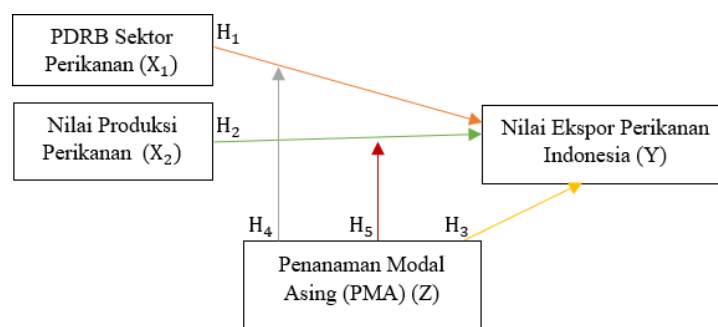 PDRB Sektor
Perikanan (X₁)
H₁
Nilai Produksi
Perikanan (X₂)
H₂
Nilai Ekspor Perikanan
Indonesia (Y)
H₄
H₅
H₃
Penanaman Modal
Asing (PMA) (Z)